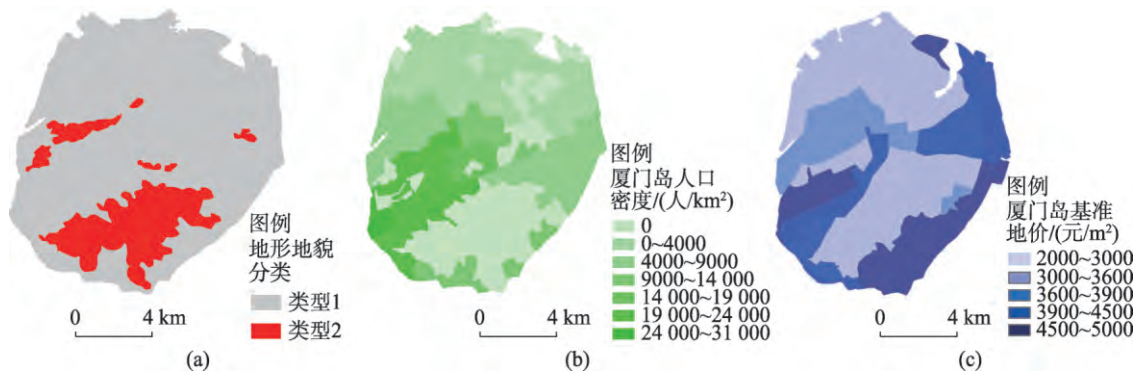 图例
地形地貌
分类
类型1
类型2
0 4 km
(a)
图例
厦门岛人口
密度/(人/km²)
0
0~4000
4000~9000
9000~14 000
14 000~19 000
19 000~24 000
24 000~31 000
0 4 km
(b)
图例
厦门岛基准
地价/(元/m²)
2000~3000
3000~3600
3600~3900
3900~4500
4500~5000
0 4 km
(c)